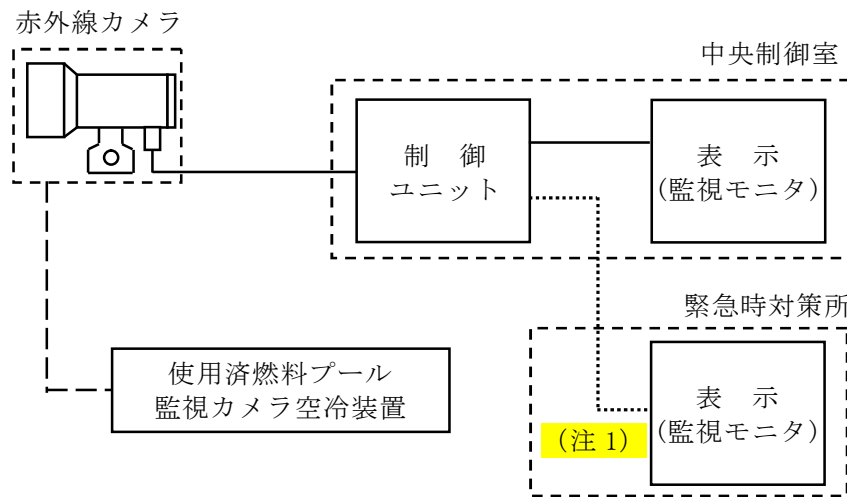 赤外線カメラ
中央制御室
制　御
ユニット
表　示
(監視モニタ)
緊急時対策所
使用済燃料プール
監視カメラ空冷装置
表　示
(監視モニタ)
（注 1）